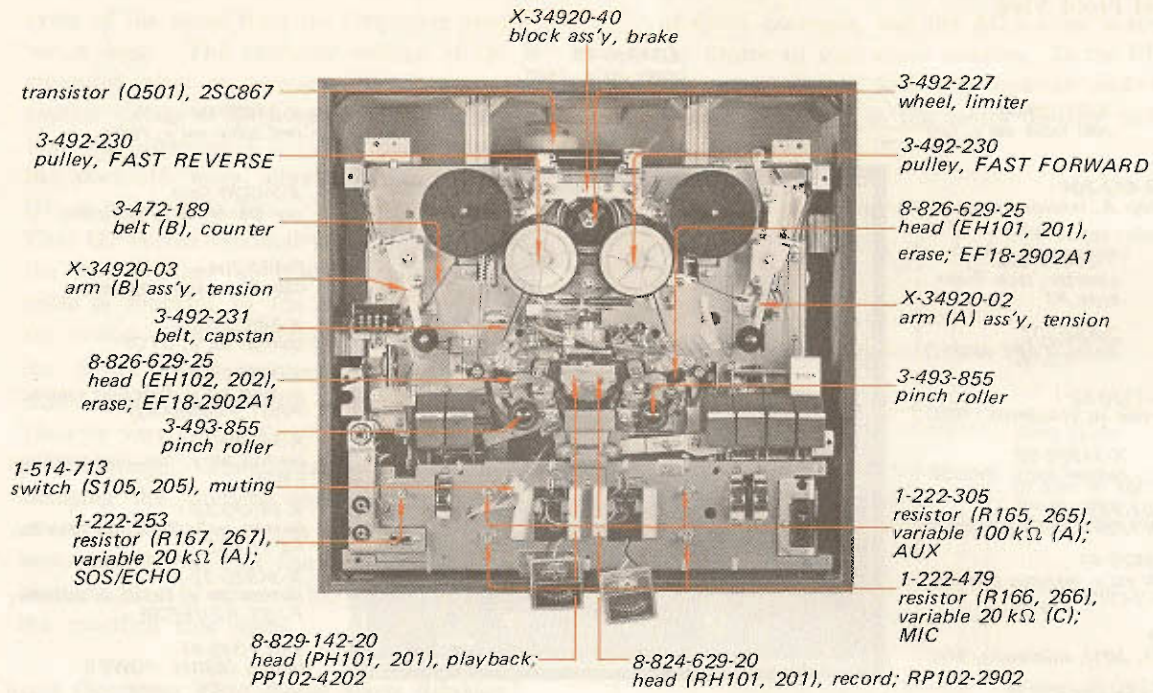 X-34920-40
block ass'y, brake
transistor (Q501), 2SC867
3-492-230
pulley, FAST REVERSE
3-472-189
belt (B), counter
X-34920-03
arm (B) ass'y, tension
3-492-231
belt, capstan
8-826-629-25
head (EH102, 202),
erase; EF18-2902A1
3-493-855
pinch roller
1-514-713
switch (S105, 205), muting
1-222-253
resistor (R167, 267),
variable 20 kΩ (A);
SOS/ECHO
3-492-227
wheel, limiter
3-492-230
pulley, FAST FORWARD
8-826-629-25
head (EH101, 201),
erase; EF18-2902A1
X-34920-02
arm (A) ass'y, tension
3-493-855
pinch roller
1-222-305
resistor (R165, 265),
variable 100 kΩ (A);
AUX
1-222-479
resistor (R166, 266),
variable 20 kΩ (C);
MIC
8-829-142-20
head (PH101, 201), playback,
PP102-4202
8-824-629-20
head (RH101, 201), record; RP102-2902